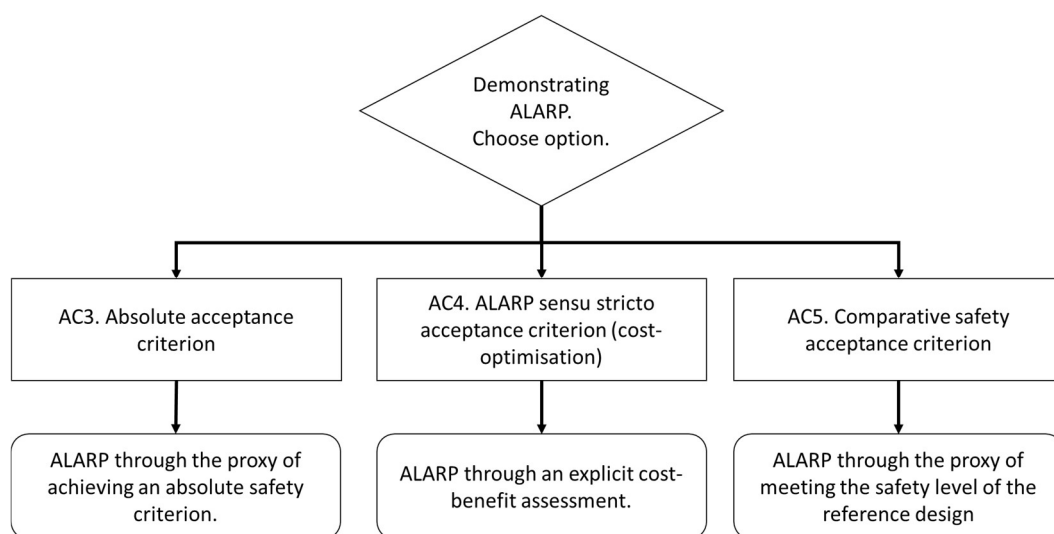 Demonstrating
ALARP.
Choose option.
AC3. Absolute acceptance
criterion
AC4. ALARP sensu stricto
acceptance criterion (cost-
optimisation)
AC5. Comparative safety
acceptance criterion
ALARP through the proxy of
achieving an absolute safety
criterion.
ALARP through an explicit cost-
benefit assessment.
ALARP through the proxy of
meeting the safety level of the
reference design